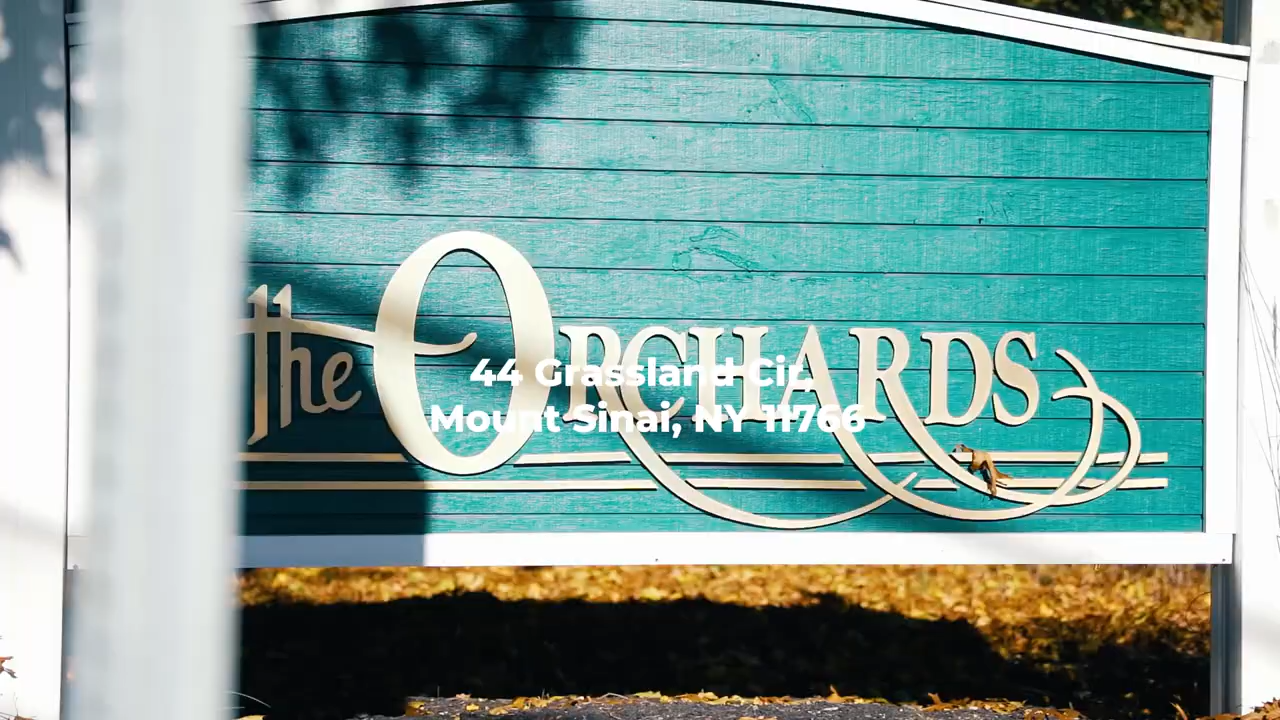 the ORCHARDS
44 Grassland Cir,
Mount Sinai, NY 11766